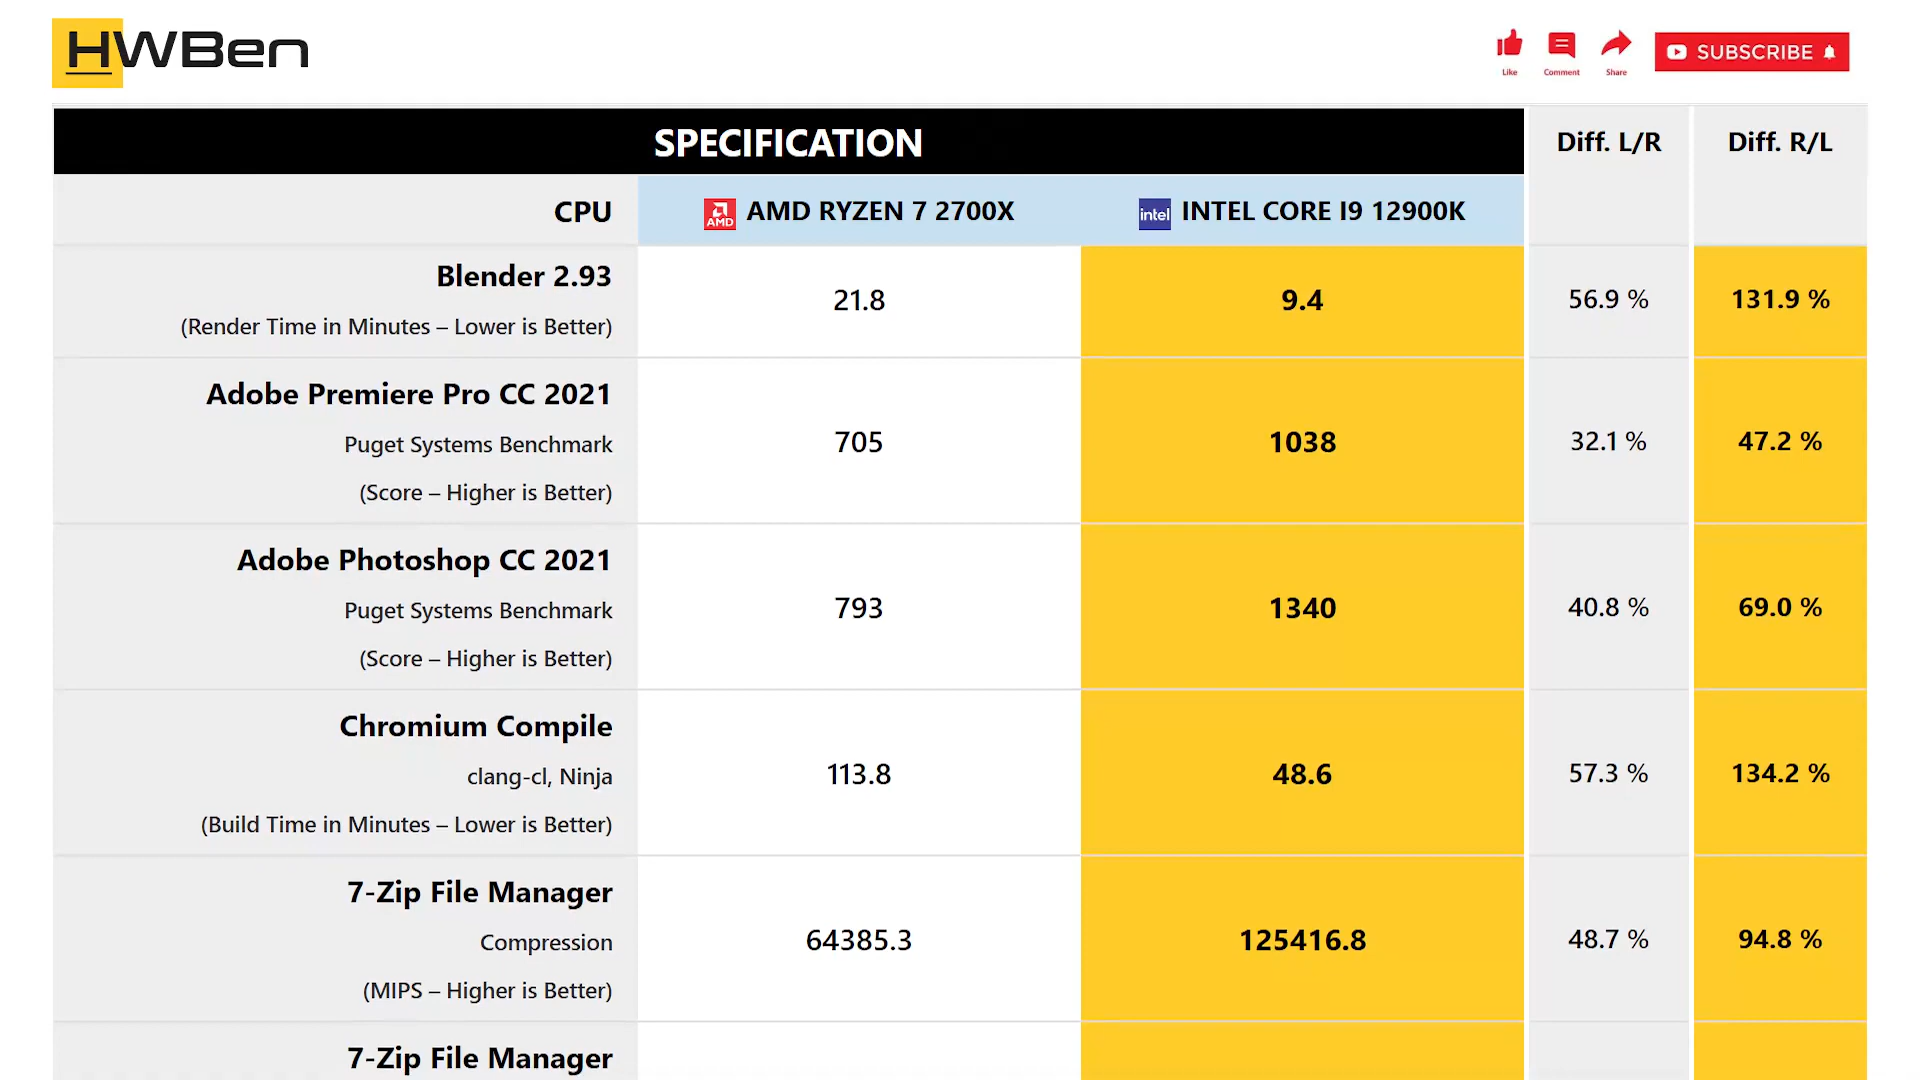 HWBen
Like
Comment
Share
SUBSCRIBE
SPECIFICATION
Diff. L/R
Diff. R/L
CPU
AMD
AMD RYZEN 7 2700X
intel
INTEL CORE I9 12900K
Blender 2.93
(Render Time in Minutes – Lower is Better)
21.8
9.4
56.9 %
131.9 %
Adobe Premiere Pro CC 2021
Puget Systems Benchmark
(Score – Higher is Better)
705
1038
32.1 %
47.2 %
Adobe Photoshop CC 2021
Puget Systems Benchmark
(Score – Higher is Better)
793
1340
40.8 %
69.0 %
Chromium Compile
clang-cl, Ninja
(Build Time in Minutes – Lower is Better)
113.8
48.6
57.3 %
134.2 %
7-Zip File Manager
Compression
(MIPS – Higher is Better)
64385.3
125416.8
48.7 %
94.8 %
7-Zip File Manager